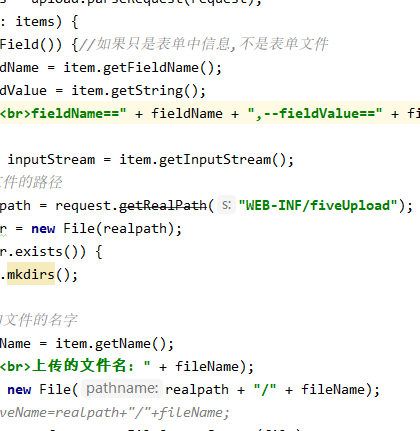 = upload.parseRequest(request);
: items) {
Field()) {//如果只是表单中信息,不是表单文件
dName = item.getFieldName();
dValue = item.getString();
<br>fieldName==" + fieldName + ",--fieldValue==" + fi
inputStream = item.getInputStream();
文件的路径
path = request.getRealPath( s: "WEB-INF/fiveUpload");
r = new File(realpath);
r.exists()) {
.mkdirs();
文件的名字
Name = item.getName();
<br>上传的文件名：" + fileName);
new File( pathname: realpath + "/" + fileName);
veName=realpath+"/"+fileName;